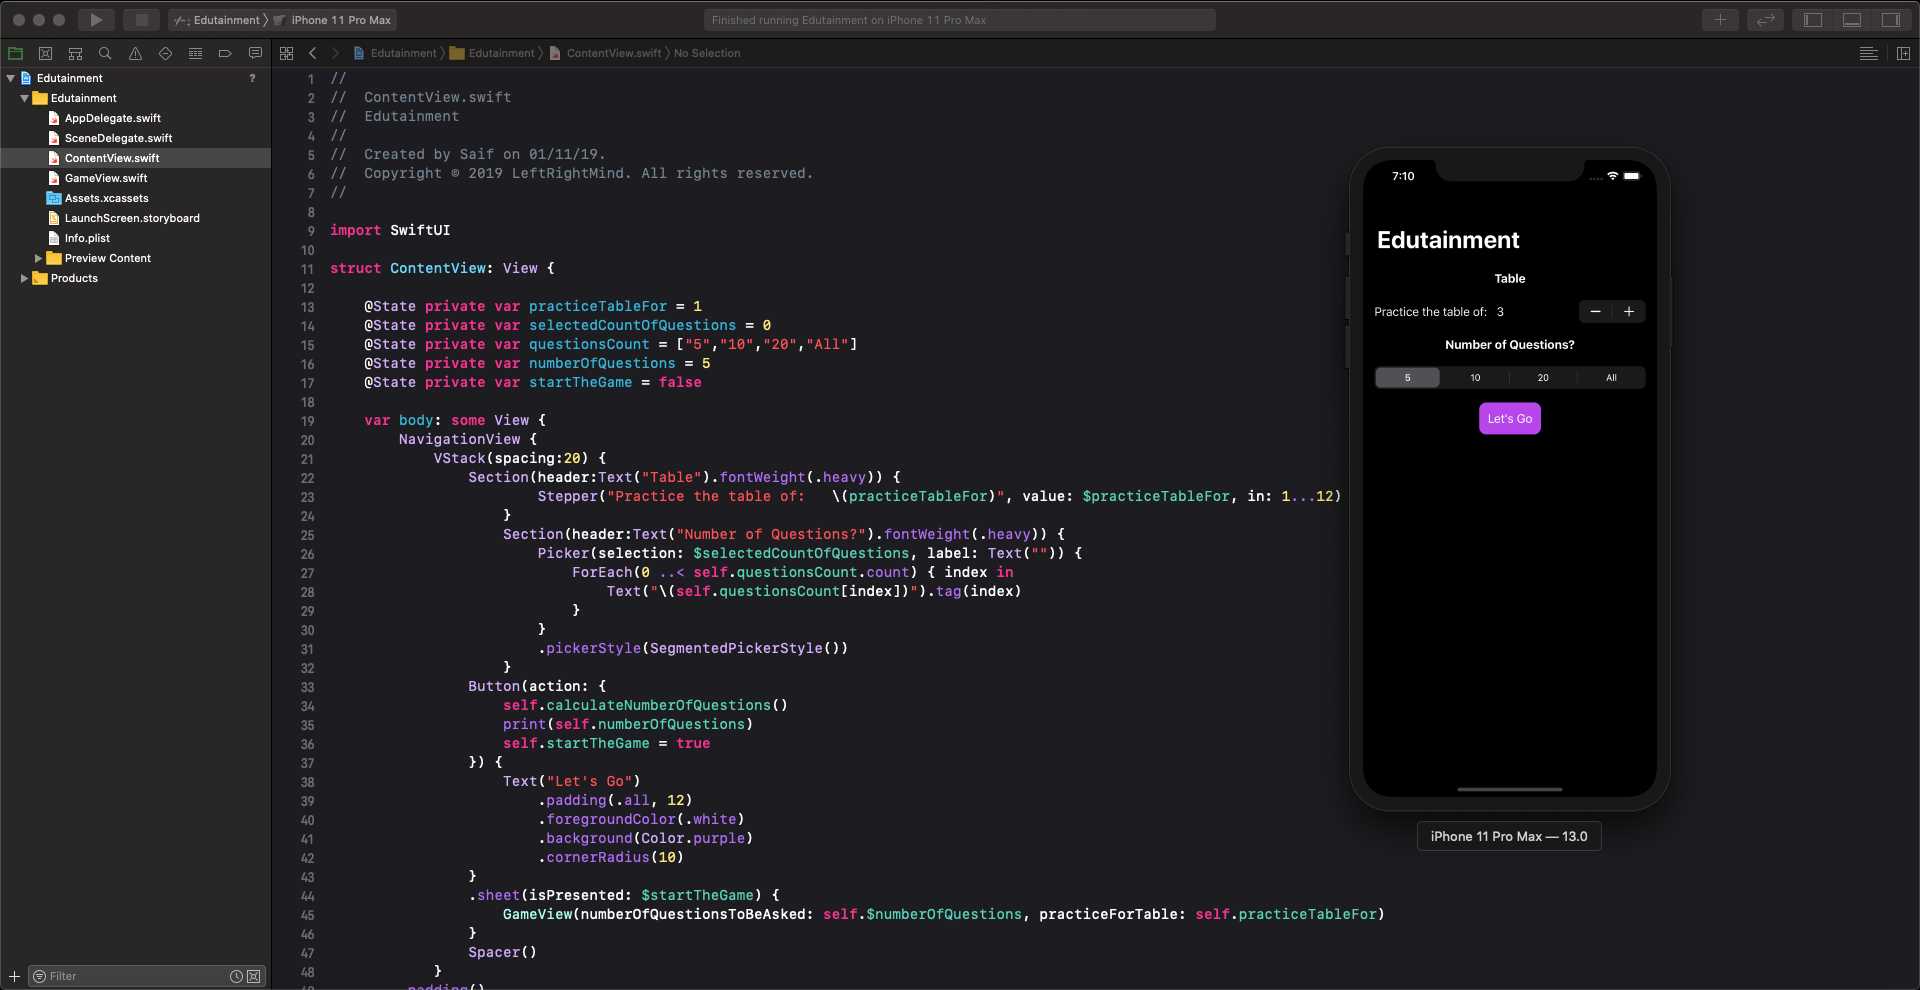 Edutainment iPhone 11 Pro Max
Finished running Edutainment on iPhone 11 Pro Max
Edutainment Edutainment ContentView.swift No Selection
Edutainment ?
Edutainment
AppDelegate.swift
SceneDelegate.swift
ContentView.swift
GameView.swift
Assets.xcassets
LaunchScreen.storyboard
Info.plist
Preview Content
Products
Filter
1 //
2 //  ContentView.swift
3 //  Edutainment
4 //
5 //  Created by Saif on 01/11/19.
6 //  Copyright © 2019 LeftRightMind. All rights reserved.
7 //
8
9 import SwiftUI
10
11 struct ContentView: View {
12
13 @State private var practiceTableFor = 1
14 @State private var selectedCountOfQuestions = 0
15 @State private var questionsCount = ["5","10","20","All"]
16 @State private var numberOfQuestions = 5
17 @State private var startTheGame = false
18
19 var body: some View {
20 NavigationView {
21 VStack(spacing:20) {
22 Section(header:Text("Table").fontWeight(.heavy)) {
23 Stepper("Practice the table of:   \(practiceTableFor)", value: $practiceTableFor, in: 1...12)
24 }
25 Section(header:Text("Number of Questions?").fontWeight(.heavy)) {
26 Picker(selection: $selectedCountOfQuestions, label: Text("")) {
27 ForEach(0 ..< self.questionsCount.count) { index in
28 Text("\(self.questionsCount[index])").tag(index)
29 }
30 }
31 .pickerStyle(SegmentedPickerStyle())
32 }
33 Button(action: {
34 self.calculateNumberOfQuestions()
35 print(self.numberOfQuestions)
36 self.startTheGame = true
37 }) {
38 Text("Let's Go")
39 .padding(.all, 12)
40 .foregroundColor(.white)
41 .background(Color.purple)
42 .cornerRadius(10)
43 }
44 .sheet(isPresented: $startTheGame) {
45 GameView(numberOfQuestionsToBeAsked: self.$numberOfQuestions, practiceForTable: self.practiceTableFor)
46 }
47 Spacer()
48 }
.padding()
7:10
Edutainment
Table
Practice the table of: 3 − +
Number of Questions?
5 10 20 All
Let's Go
iPhone 11 Pro Max — 13.0